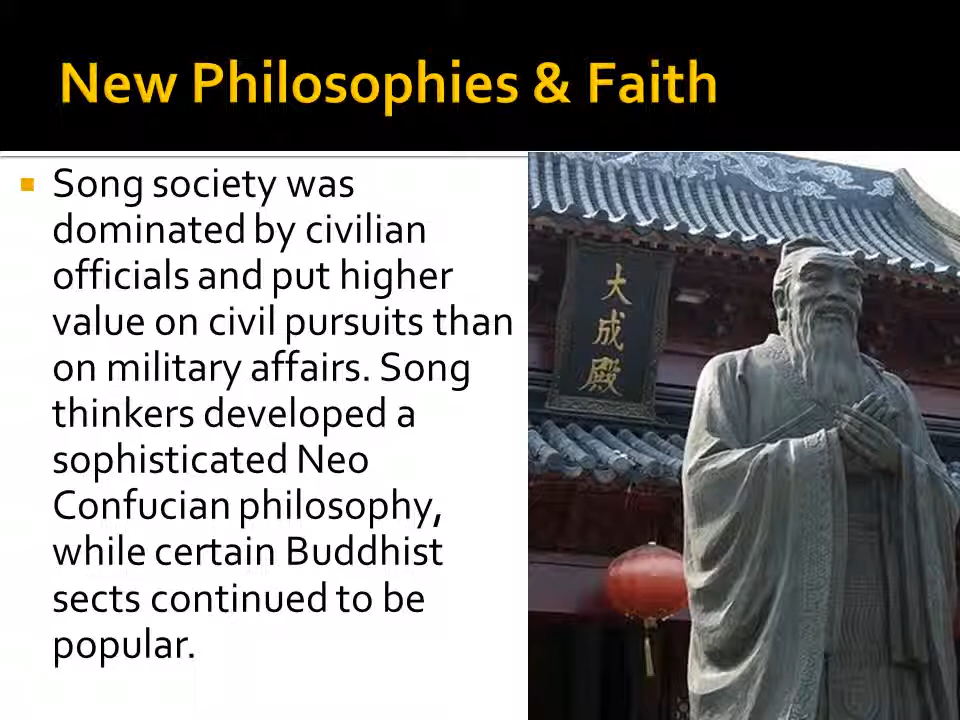 New Philosophies & Faith
Song society was
dominated by civilian
officials and put higher
value on civil pursuits than
on military affairs. Song
thinkers developed a
sophisticated Neo
Confucian philosophy,
while certain Buddhist
sects continued to be
popular.
大成殿